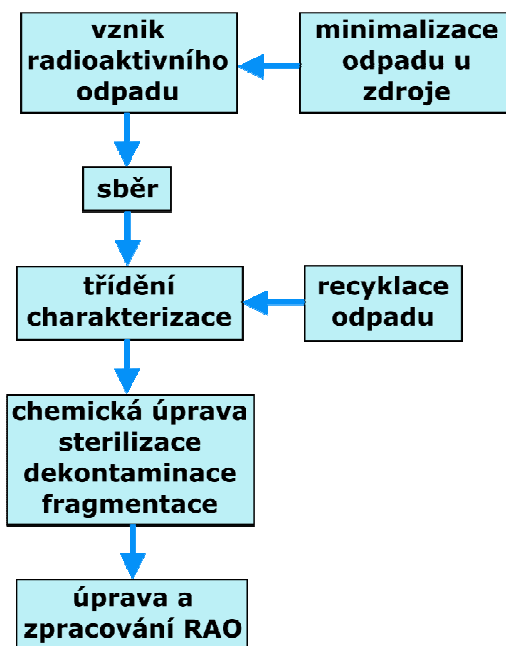 vznik
radioaktivního
odpadu
minimalizace
odpadu u
zdroje
sběr
třídění
charakterizace
recyklace
odpadu
chemická úprava
sterilizace
dekontaminace
fragmentace
úprava a
zpracování RAO